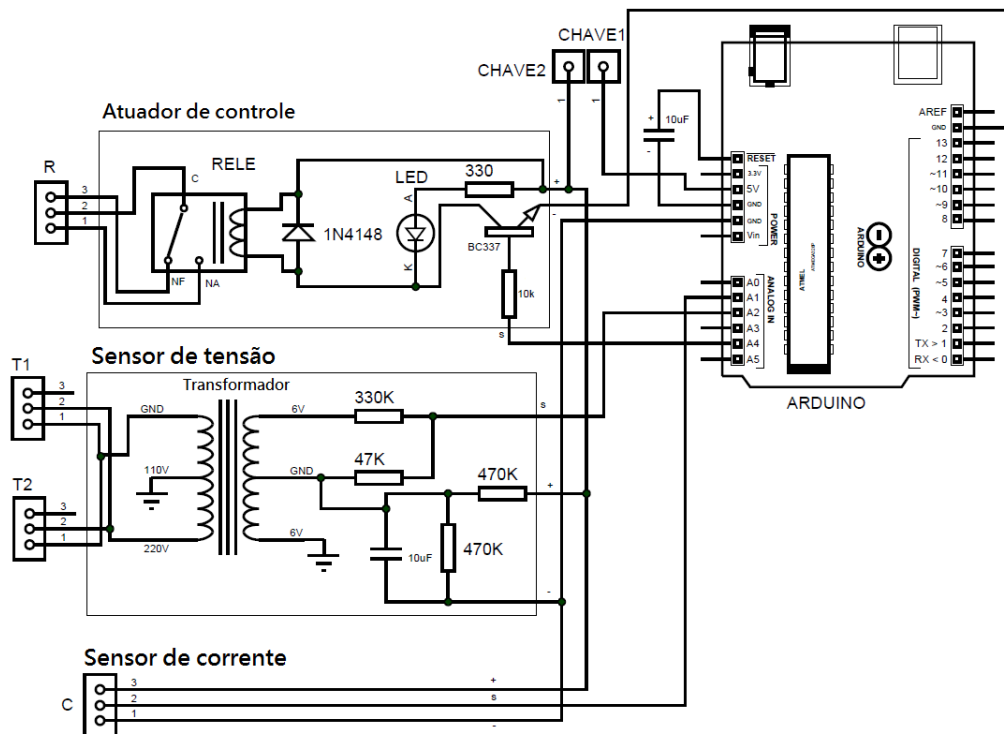 CHAVE1
CHAVE2
1
1
Atuador de controle
R
3
2
1
RELE
C
NF
NA
1N4148
LED
A
K
330
+
-
BC337
10k
s
+
10uF
-
RESET
3.3V
5V
GND
GND
Vin
POWER
A0
A1
A2
A3
A4
A5
ANALOG IN
ATMEL
ARDUINO
AREF
GND
13
12
~11
~10
~9
8
7
~6
~5
4
~3
2
TX > 1
RX < 0
DIGITAL (PWM~)
ARDUINO
Sensor de tensão
T1
3
2
1
T2
3
2
1
Transformador
GND
110V
220V
6V
GND
6V
330K
47K
470K
470K
10uF
s
+
-
Sensor de corrente
C
3
2
1
+
s
-